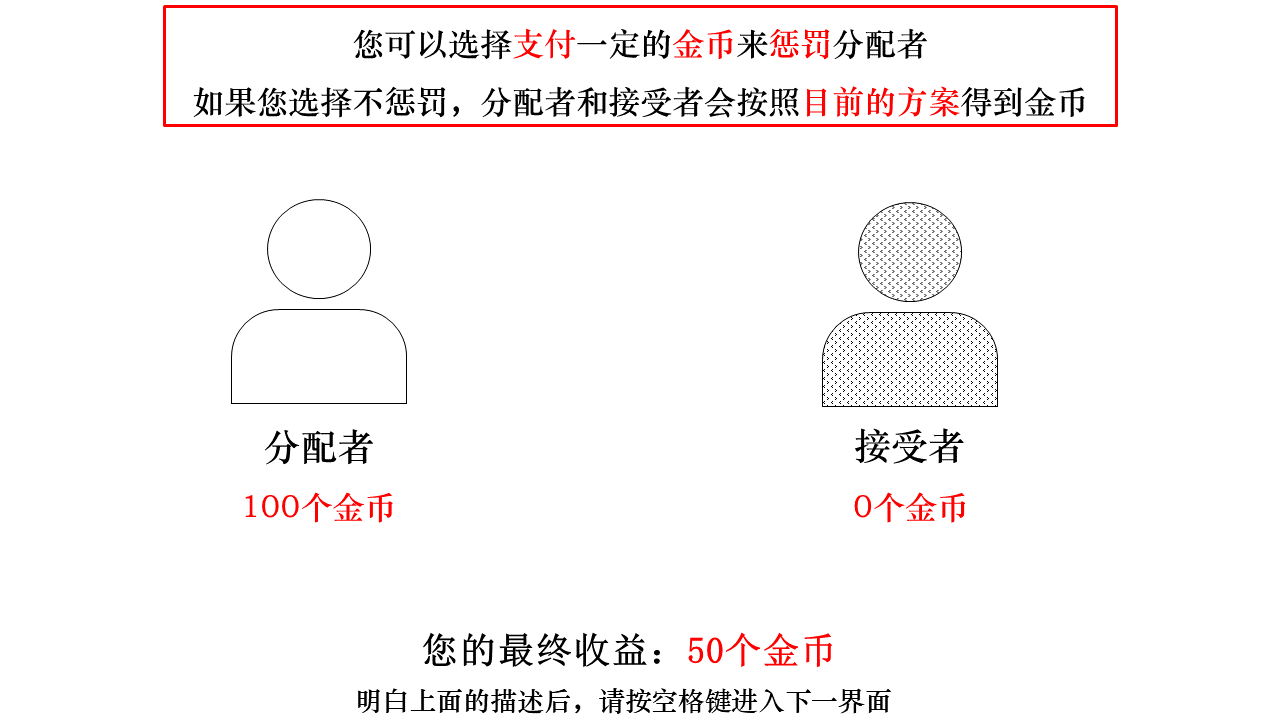 您可以选择支付一定的金币来惩罚分配者
如果您选择不惩罚，分配者和接受者会按照目前的方案得到金币
分配者
接受者
100个金币
0个金币
您的最终收益：50个金币
明白上面的描述后，请按空格键进入下一界面